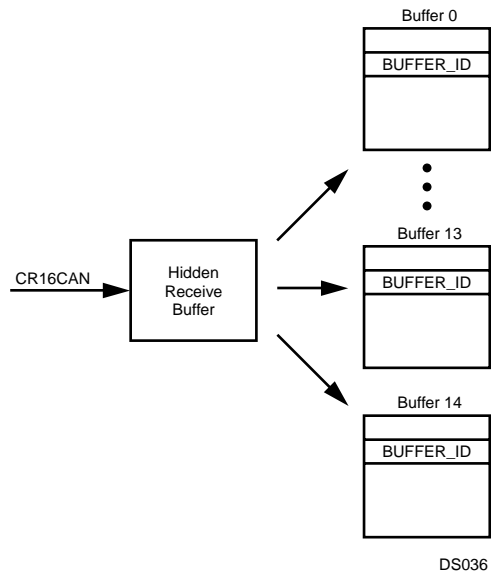 Buffer 0
BUFFER_ID
Buffer 13
CR16CAN
Hidden
Receive
Buffer
BUFFER_ID
Buffer 14
BUFFER_ID
DS036